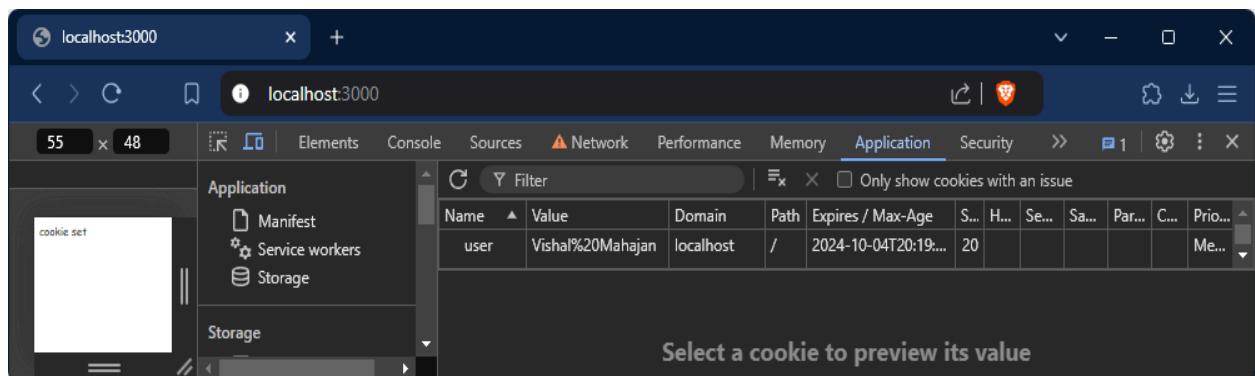 localhost:3000
localhost:3000
55 × 48 Elements Console Sources Network Performance Memory Application Security >> 1
cookie set
Application
Manifest
Service workers
Storage
Storage
Filter Only show cookies with an issue
Name Value Domain Path Expires / Max-Age S... H... Se... Sa... Par... C... Prio...
user Vishal%20Mahajan localhost / 2024-10-04T20:19:... 20 Me...
Select a cookie to preview its value